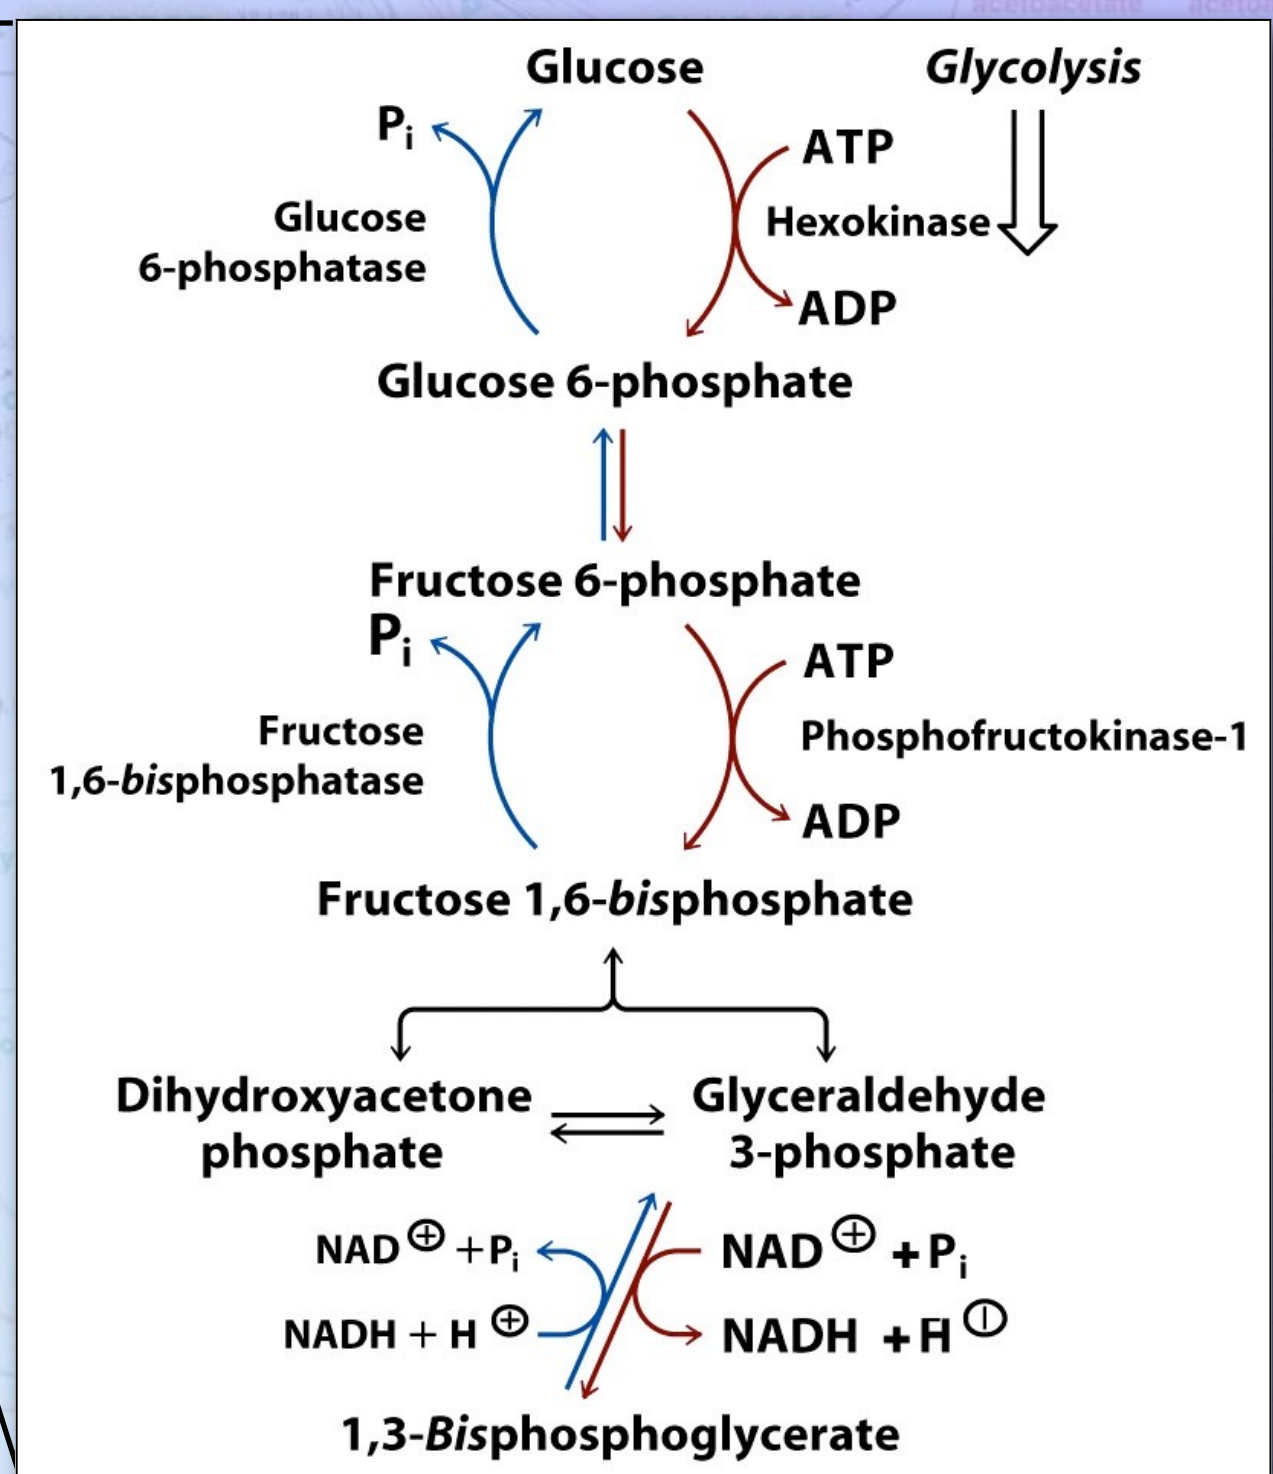 acetoacetate
Glucose
Glycolysis
Pi
ATP
Glucose
6-phosphatase
Hexokinase
ADP
Glucose 6-phosphate
Fructose 6-phosphate
Pi
ATP
Fructose
1,6-bisphosphatase
Phosphofructokinase-1
ADP
Fructose 1,6-bisphosphate
Dihydroxyacetone
phosphate
Glyceraldehyde
3-phosphate
NAD⊕ +Pi
NAD⊕ +Pi
NADH + H⊕
NADH + H⦶
1,3-Bisphosphoglycerate